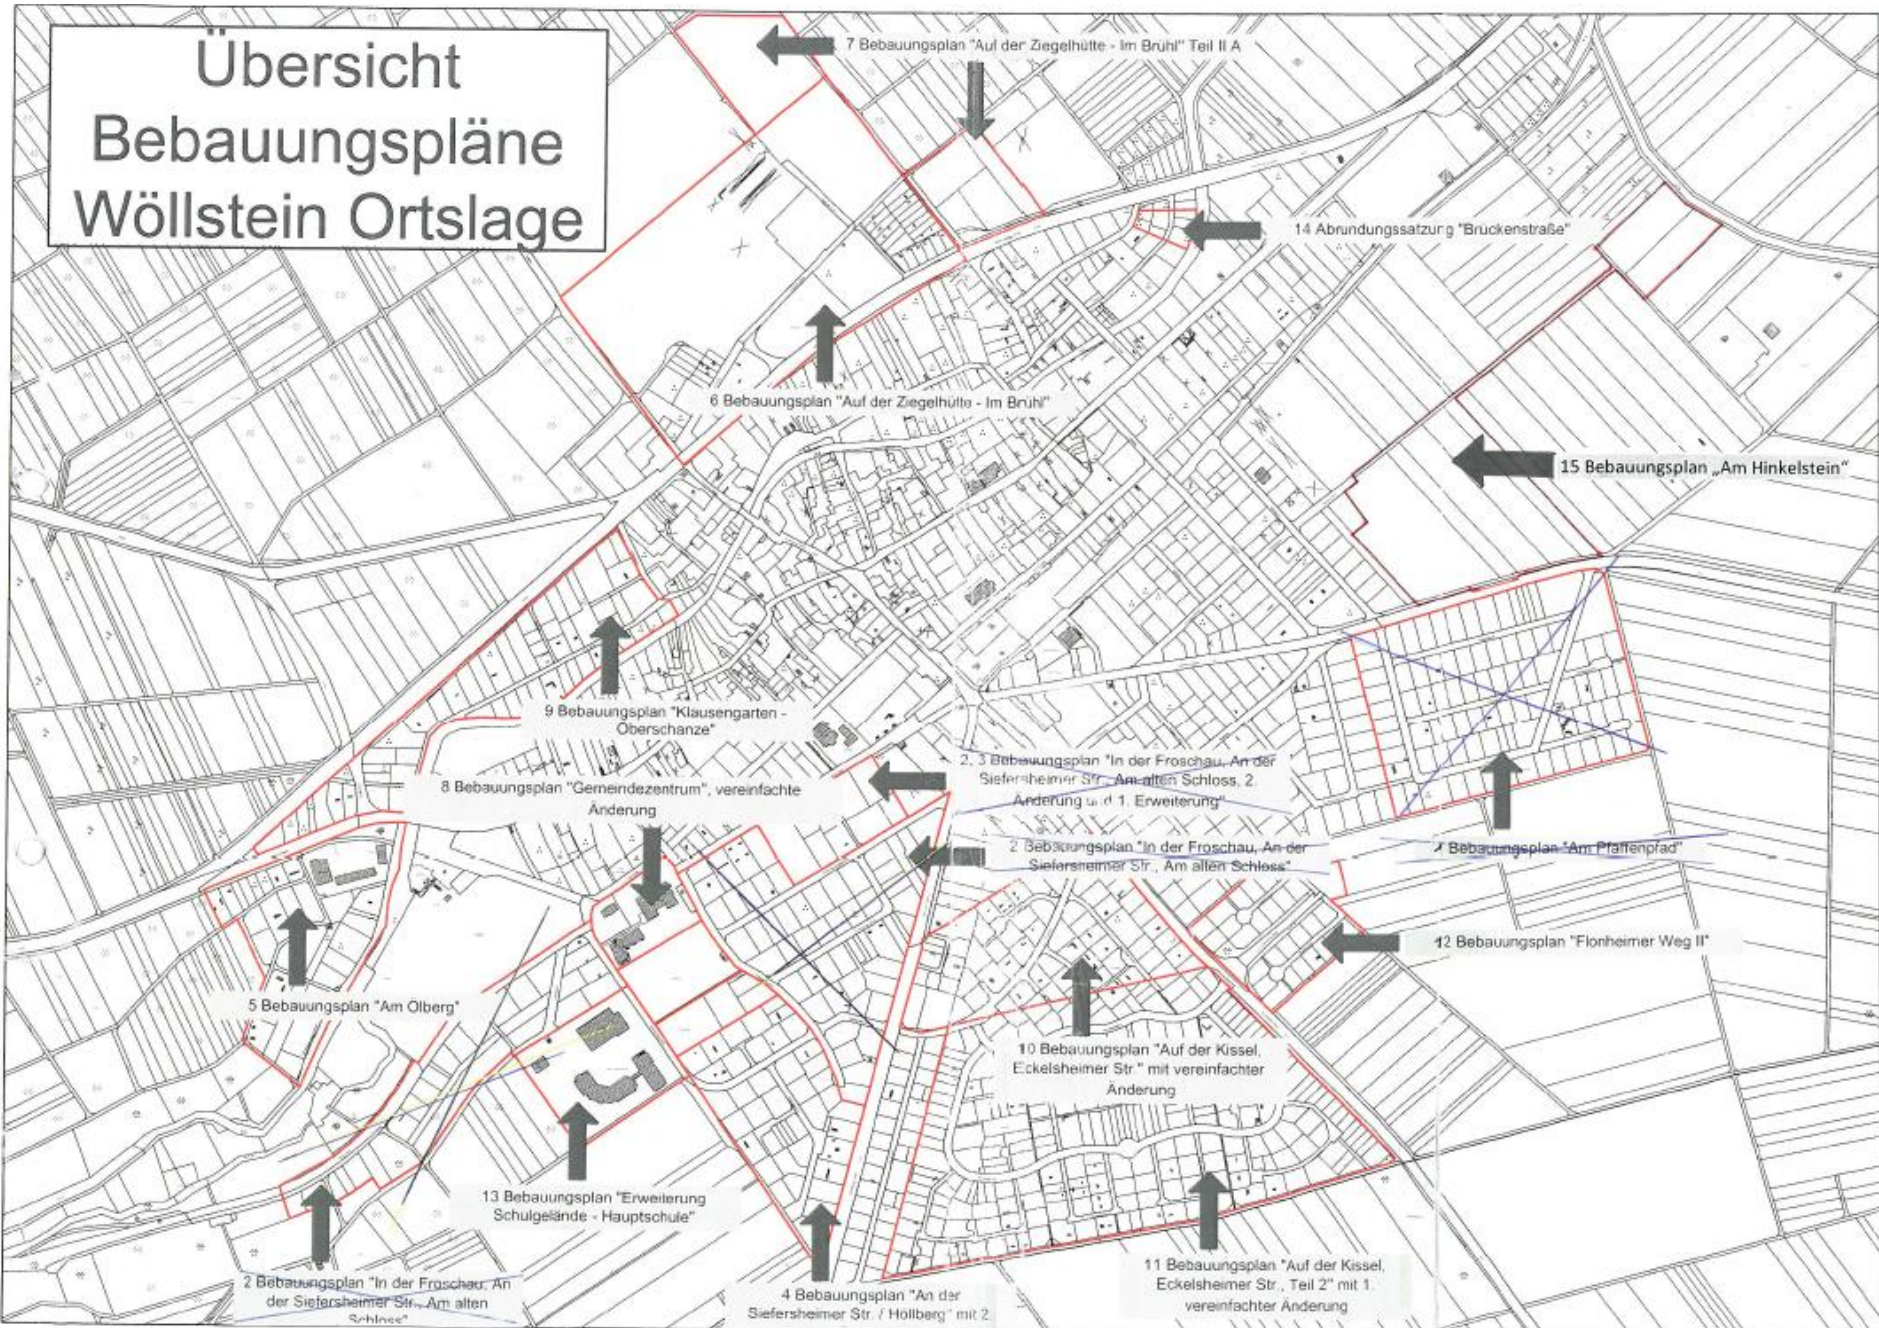 Übersicht
Bebauungspläne
Wöllstein Ortslage
7 Bebauungsplan "Auf der Ziegelhütte - Im Brühl" Teil II A
14 Abrundungssatzung "Brückenstraße"
6 Bebauungsplan "Auf der Ziegelhütte - Im Brühl"
15 Bebauungsplan „Am Hinkelstein"
9 Bebauungsplan "Klausengarten -
Oberschanze"
2, 3 Bebauungsplan "In der Froschau, An der
Siefersheimer Str., Am alten Schloss, 2.
Änderung und 1. Erweiterung"
8 Bebauungsplan "Gemeindezentrum", vereinfachte
Änderung
2 Bebauungsplan "In der Froschau, An der
Siefersheimer Str., Am alten Schloss"
Bebauungsplan "Am Pfaffenpfad"
12 Bebauungsplan "Flonheimer Weg II"
5 Bebauungsplan "Am Ölberg"
10 Bebauungsplan "Auf der Kissel,
Eckelsheimer Str." mit vereinfachter
Änderung
13 Bebauungsplan "Erweiterung
Schulgelände - Hauptschule"
2 Bebauungsplan "In der Froschau, An
der Siefersheimer Str., Am alten
Schloss"
4 Bebauungsplan "An der
Siefersheimer Str. / Höllberg" mit 2.
11 Bebauungsplan "Auf der Kissel,
Eckelsheimer Str., Teil 2" mit 1.
vereinfachter Änderung